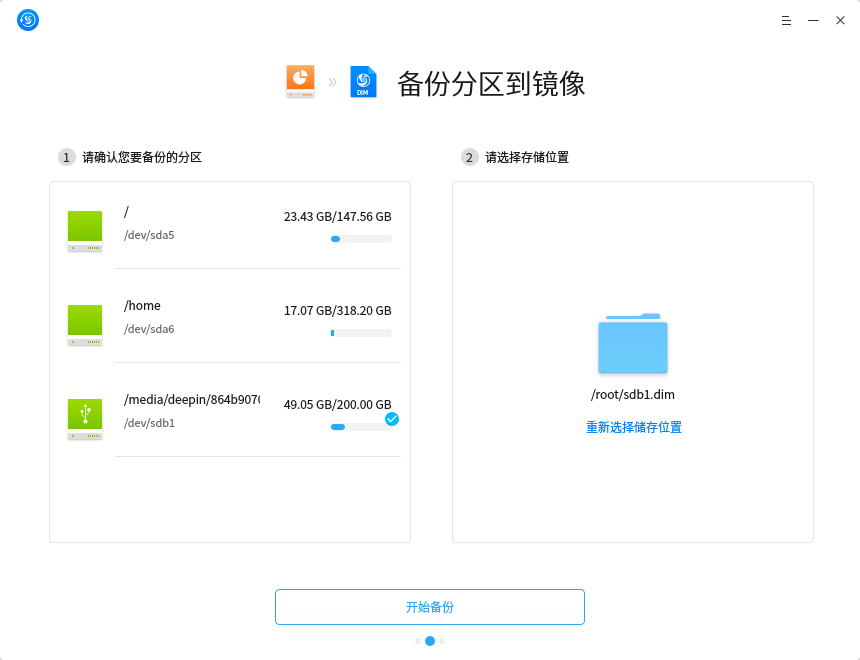 »
DIM
备份分区到镜像
1 请确认您要备份的分区
/
23.43 GB/147.56 GB
/dev/sda5
/home
17.07 GB/318.20 GB
/dev/sda6
/media/deepin/864b907
49.05 GB/200.00 GB
/dev/sdb1
2 请选择存储位置
/root/sdb1.dim
重新选择储存位置
开始备份